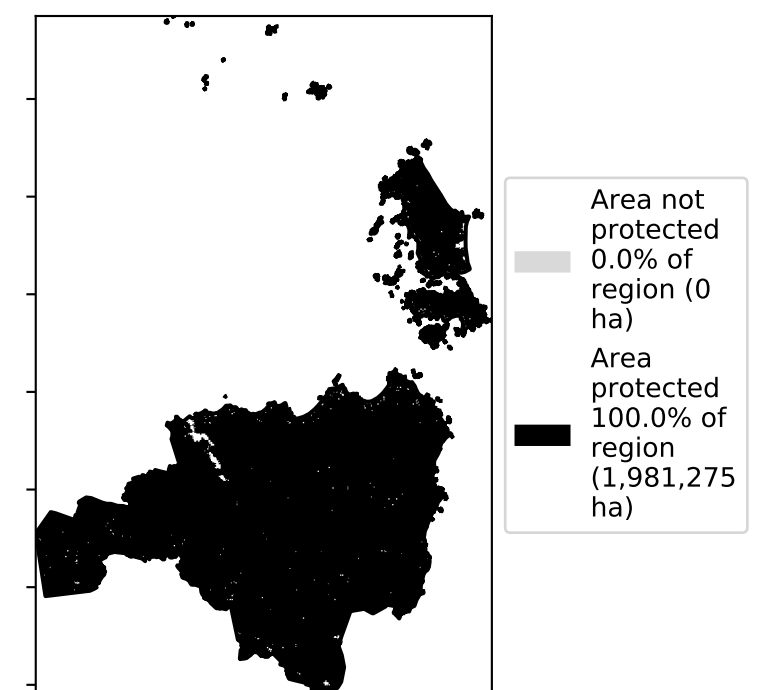 Area not
protected
0.0% of
region (0
ha)
Area
protected
100.0% of
region
(1,981,275
ha)